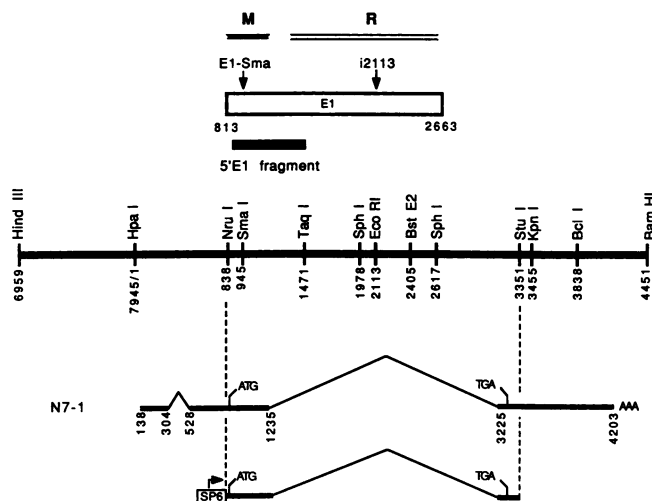 M R
E1-Sma i2113
E1
813 2663
5'E1 fragment
Hind III Hpa I Nru I Sma I Taq I Sph I Eco RI Bst E2 Sph I Stu I Kpn I Bcl I Bam HI
6959 7945/1 838 945 1471 1978 2113 2405 2617 3351 3455 3838 4451
ATG TGA
N7-1 AAA
138 304 528 1235 3225 4203
ATG TGA
SP6